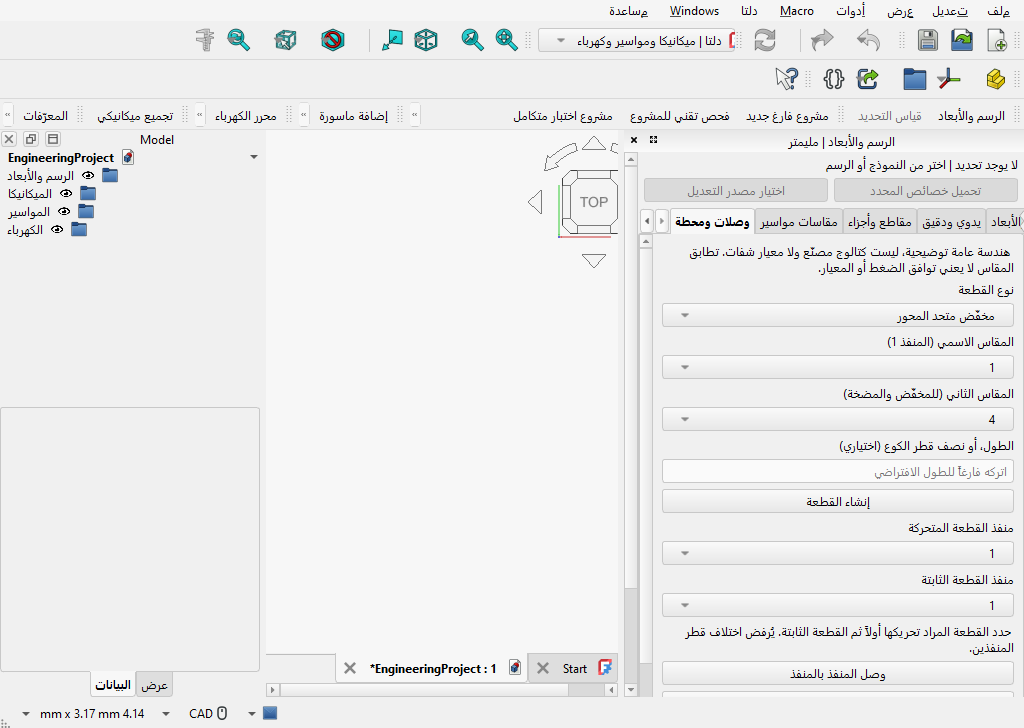 ملف تعديل عرض أدوات Macro دلتا Windows مساعدة
دلتا | ميكانيكا ومواسير وكهرباء
الرسم والأبعاد قياس التحديد مشروع فارغ جديد فحص تقني للمشروع مشروع اختبار متكامل
إضافة ماسورة
محرر الكهرباء
تجميع ميكانيكي
المعرّفات
Model
EngineeringProject
الرسم والأبعاد
الميكانيكا
المواسير
الكهرباء
عرض
البيانات
TOP
EngineeringProject : 1*
Start
الرسم والأبعاد | مليمتر
لا يوجد تحديد | اختر من النموذج أو الرسم
تحميل خصائص المحدد
اختيار مصدر التعديل
الأبعاد يدوي ودقيق مقاطع وأجزاء مقاسات مواسير وصلات ومحطة
هندسة عامة توضيحية، ليست كتالوج مصنّع ولا معيار شفات. تطابق
المقاس لا يعني توافق الضغط أو المعيار.
نوع القطعة
مخفّض متحد المحور
المقاس الاسمي (المنفذ 1)
1
المقاس الثاني (للمخفّض والمضخة)
4
الطول، أو نصف قطر الكوع (اختياري)
اتركه فارغاً للطول الافتراضي
إنشاء القطعة
منفذ القطعة المتحركة
1
منفذ القطعة الثابتة
1
حدد القطعة المراد تحريكها أولاً ثم القطعة الثابتة. يُرفض اختلاف قطر
المنفذين.
وصل المنفذ بالمنفذ
mm x 3.17 mm 4.14
CAD